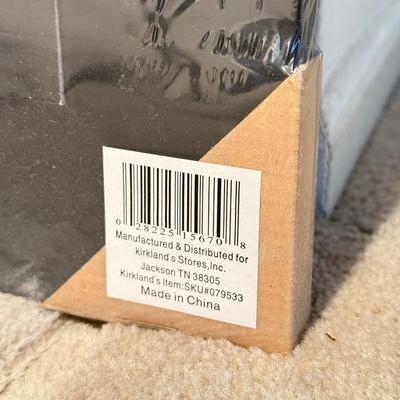 0 28225 15670 8
Manufactured & Distributed for
kirkland's Stores,Inc.
Jackson TN 38305
Kirkland's Item:SKU#079533
Made in China